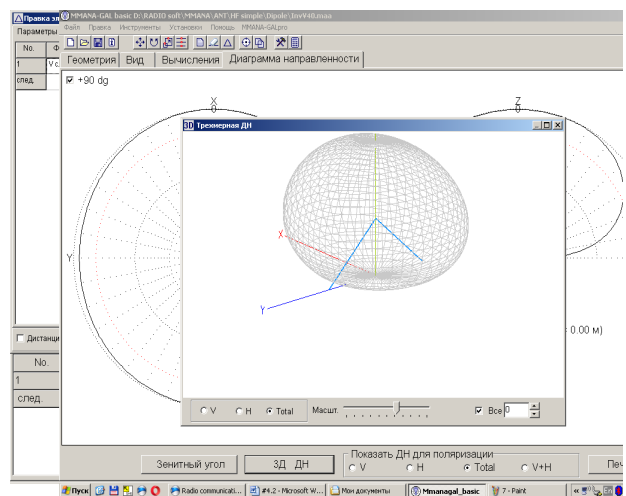 Правка эл
MMANA-GAL basic D:\RADIO soft\MMANA\ANT\HF simple\Dipole\InvV40.maa
Параметры
Файл Правка Инструменты Установки Помощь MMANA-GALpro
No. Ф
1 V с
след.
Геометрия Вид Вычисления Диаграмма направленности
+90 dg
X
0
Z
0
Y
3D Трехмерная ДН
X
Y
= 0.00 м)
Дистанци
No.
1
след.
V H Total Масшт. Все 0
Показать ДН для поляризации
Зенитный угол 3Д ДН V H Total V+H Печ
Пуск Radio communicati... #4.2 - Microsoft W... Мои документы Mmanagal_basic 7 - Paint